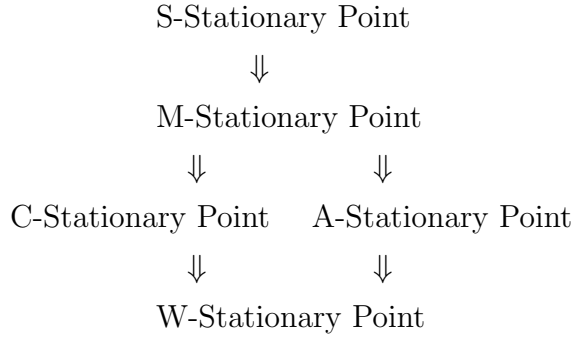 S-Stationary Point
⇓
M-Stationary Point
⇓ ⇓
C-Stationary Point A-Stationary Point
⇓ ⇓
W-Stationary Point